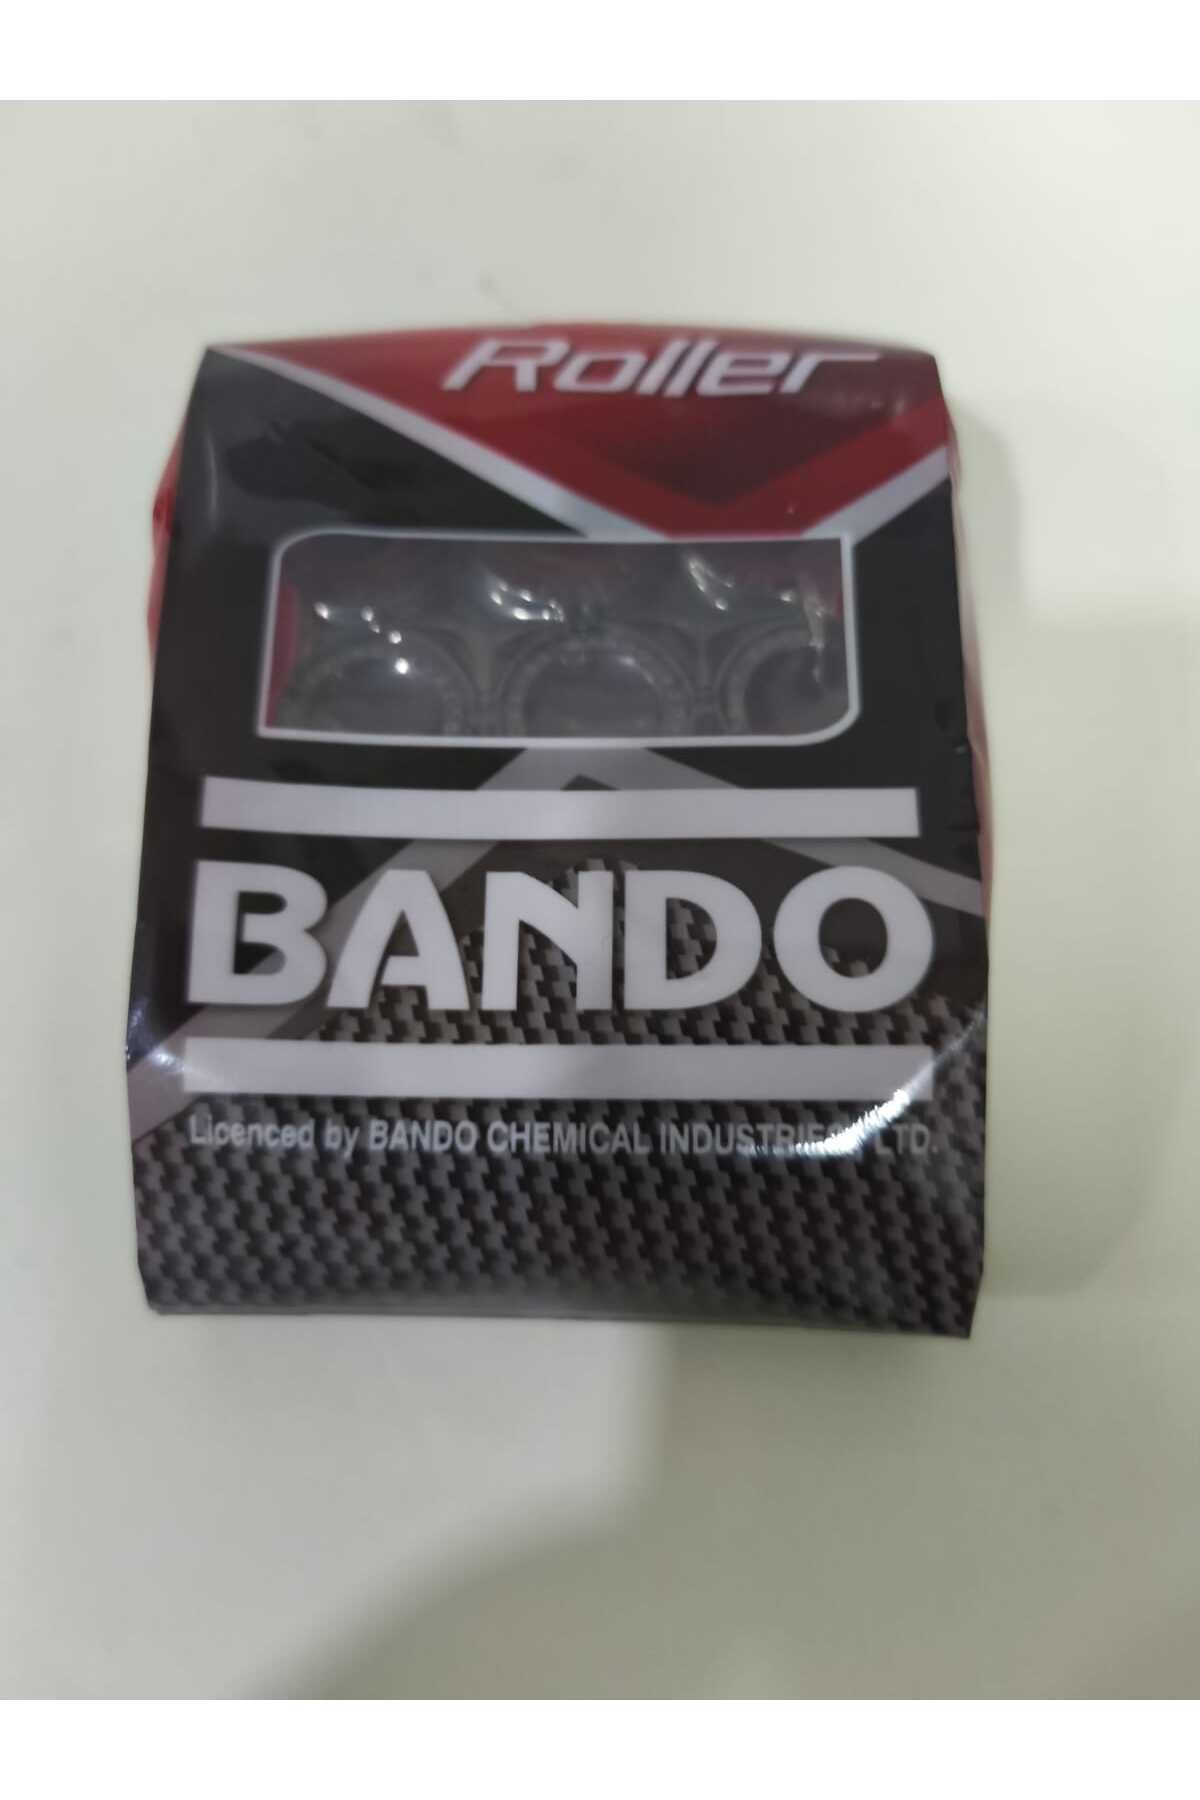 Roller
BANDO
Licenced by BANDO CHEMICAL INDUSTRIES, LTD.